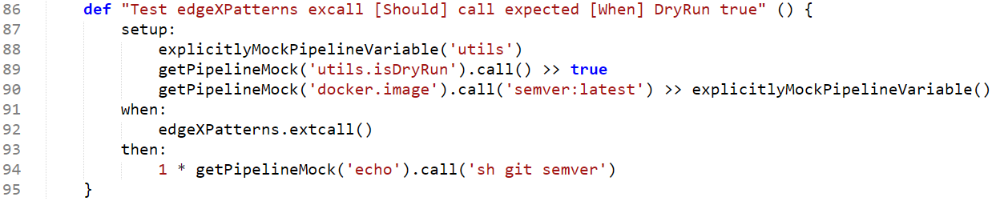 86 def "Test edgeXPatterns excall [Should] call expected [When] DryRun true" () {
87 setup:
88 explicitlyMockPipelineVariable('utils')
89 getPipelineMock('utils.isDryRun').call() >> true
90 getPipelineMock('docker.image').call('semver:latest') >> explicitlyMockPipelineVariable()
91 when:
92 edgeXPatterns.extcall()
93 then:
94 1 * getPipelineMock('echo').call('sh git semver')
95 }